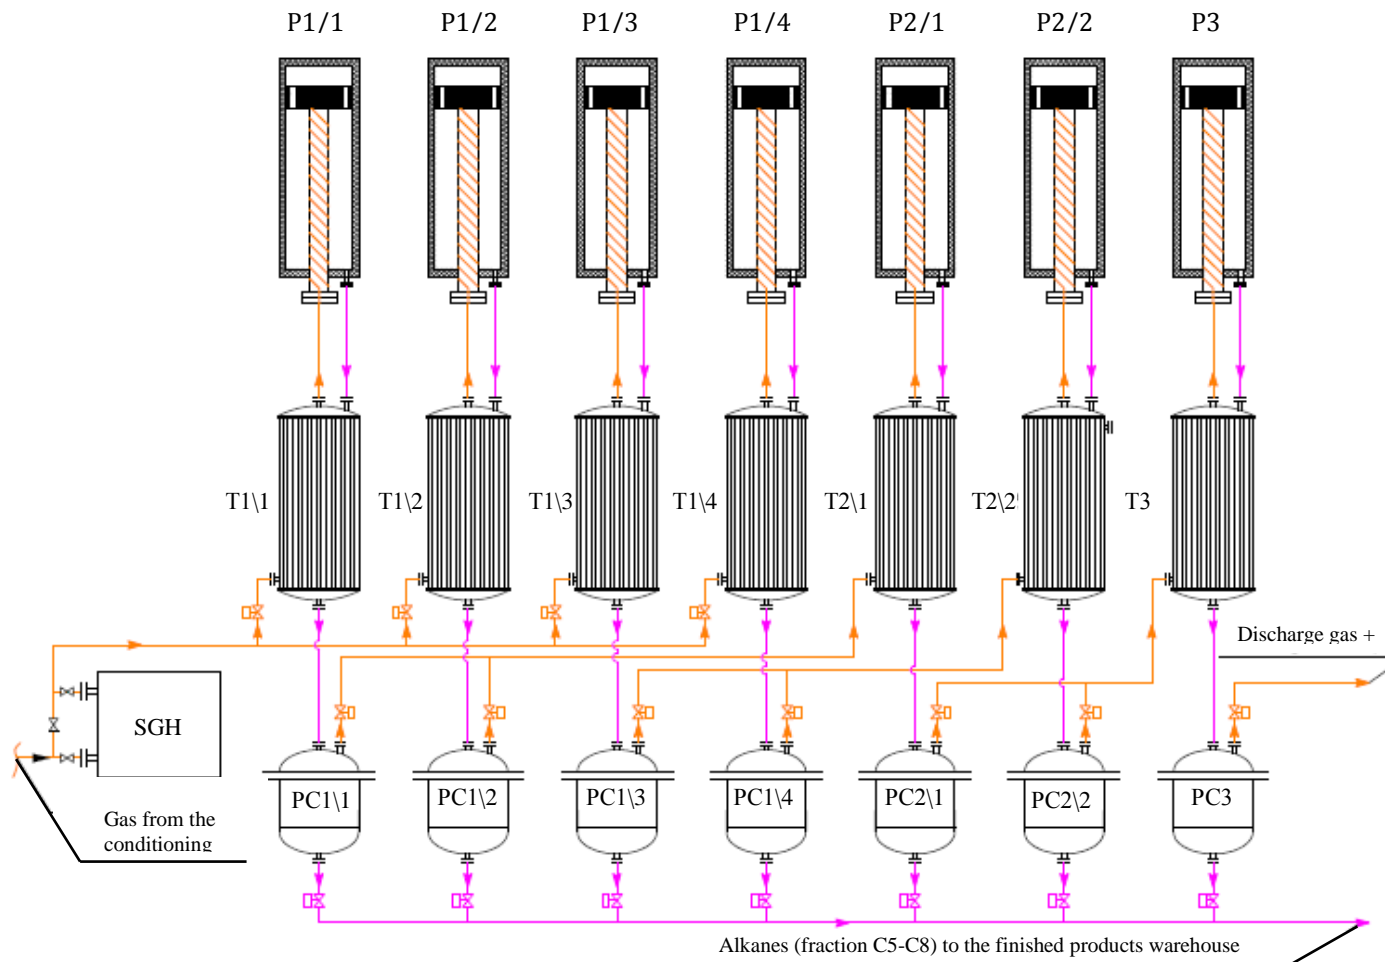 P1/1 P1/2 P1/3 P1/4 P2/1 P2/2 P3
T1\1 T1\2 T1\3 T1\4 T2\1 T2\2 T3
Discharge gas +
SGH
PC1\1 PC1\2 PC1\3 PC1\4 PC2\1 PC2\2 PC3
Gas from the
conditioning
Alkanes (fraction C5-C8) to the finished products warehouse